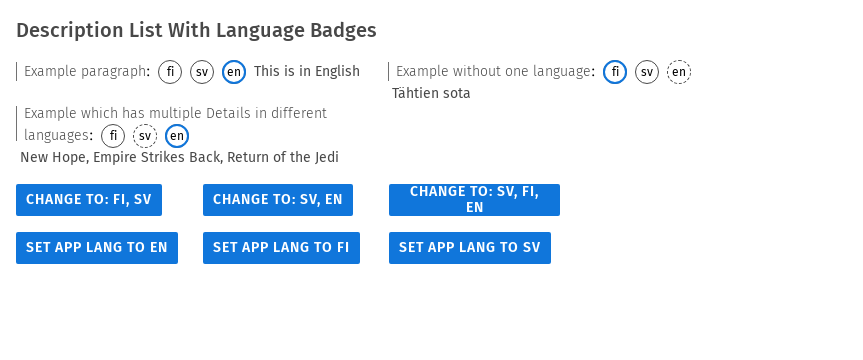 Description List With Language Badges
Example paragraph: fi sv en This is in English
Example without one language: fi sv en
Tähtien sota
Example which has multiple Details in different
languages: fi sv en
New Hope, Empire Strikes Back, Return of the Jedi
CHANGE TO: FI, SV
CHANGE TO: SV, EN
CHANGE TO: SV, FI,
EN
SET APP LANG TO EN
SET APP LANG TO FI
SET APP LANG TO SV